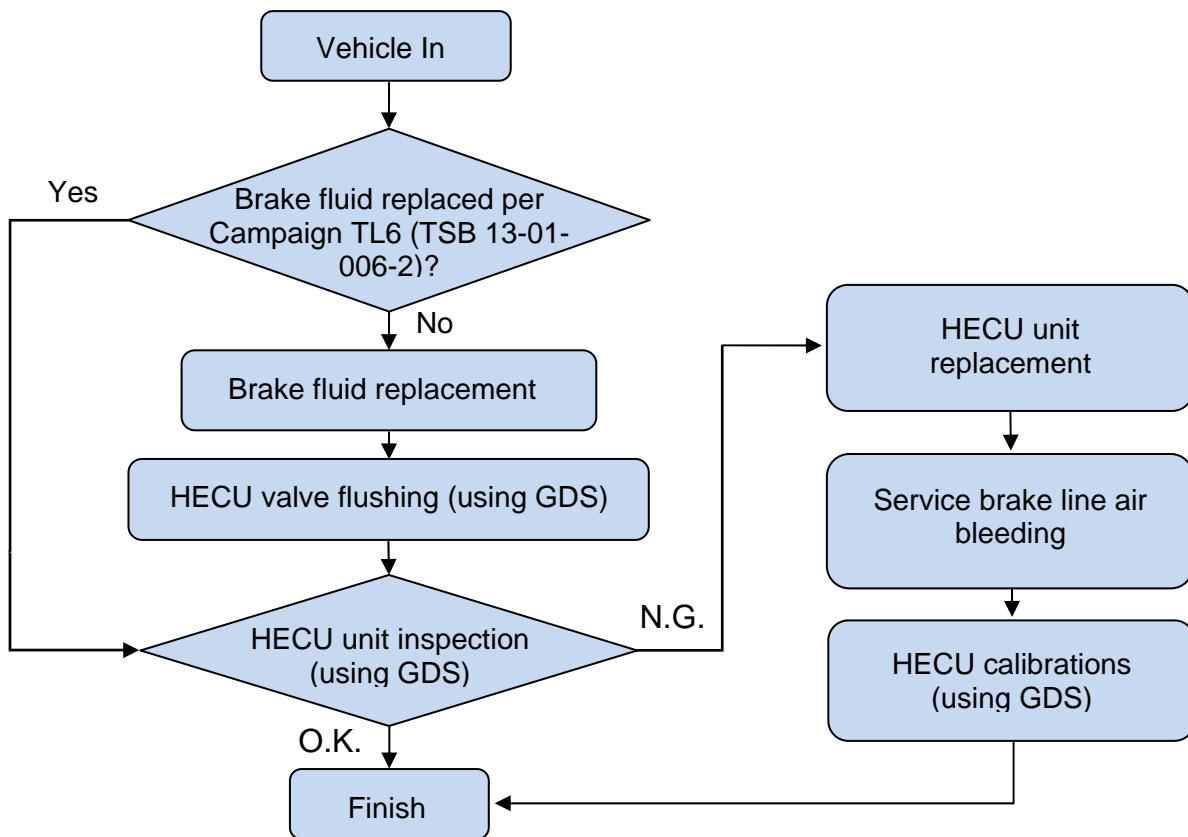 Vehicle In
Yes
Brake fluid replaced per
Campaign TL6 (TSB 13-01-
006-2)?
No
Brake fluid replacement
HECU valve flushing (using GDS)
HECU unit inspection
(using GDS)
N.G.
O.K.
Finish
HECU unit
replacement
Service brake line air
bleeding
HECU calibrations
(using GDS)